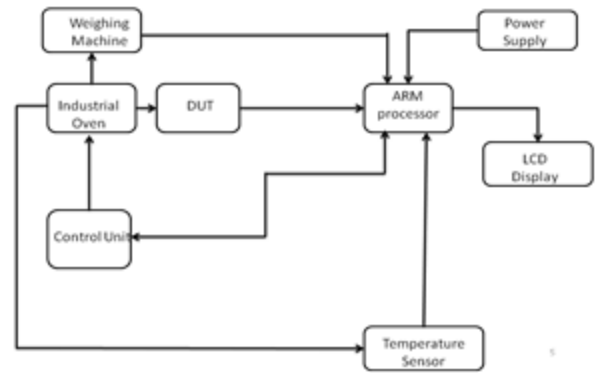 Weighing
Machine
Power
Supply
Industrial
Oven
DUT
ARM
processor
LCD
Display
Control Unit
Temperature
Sensor
5